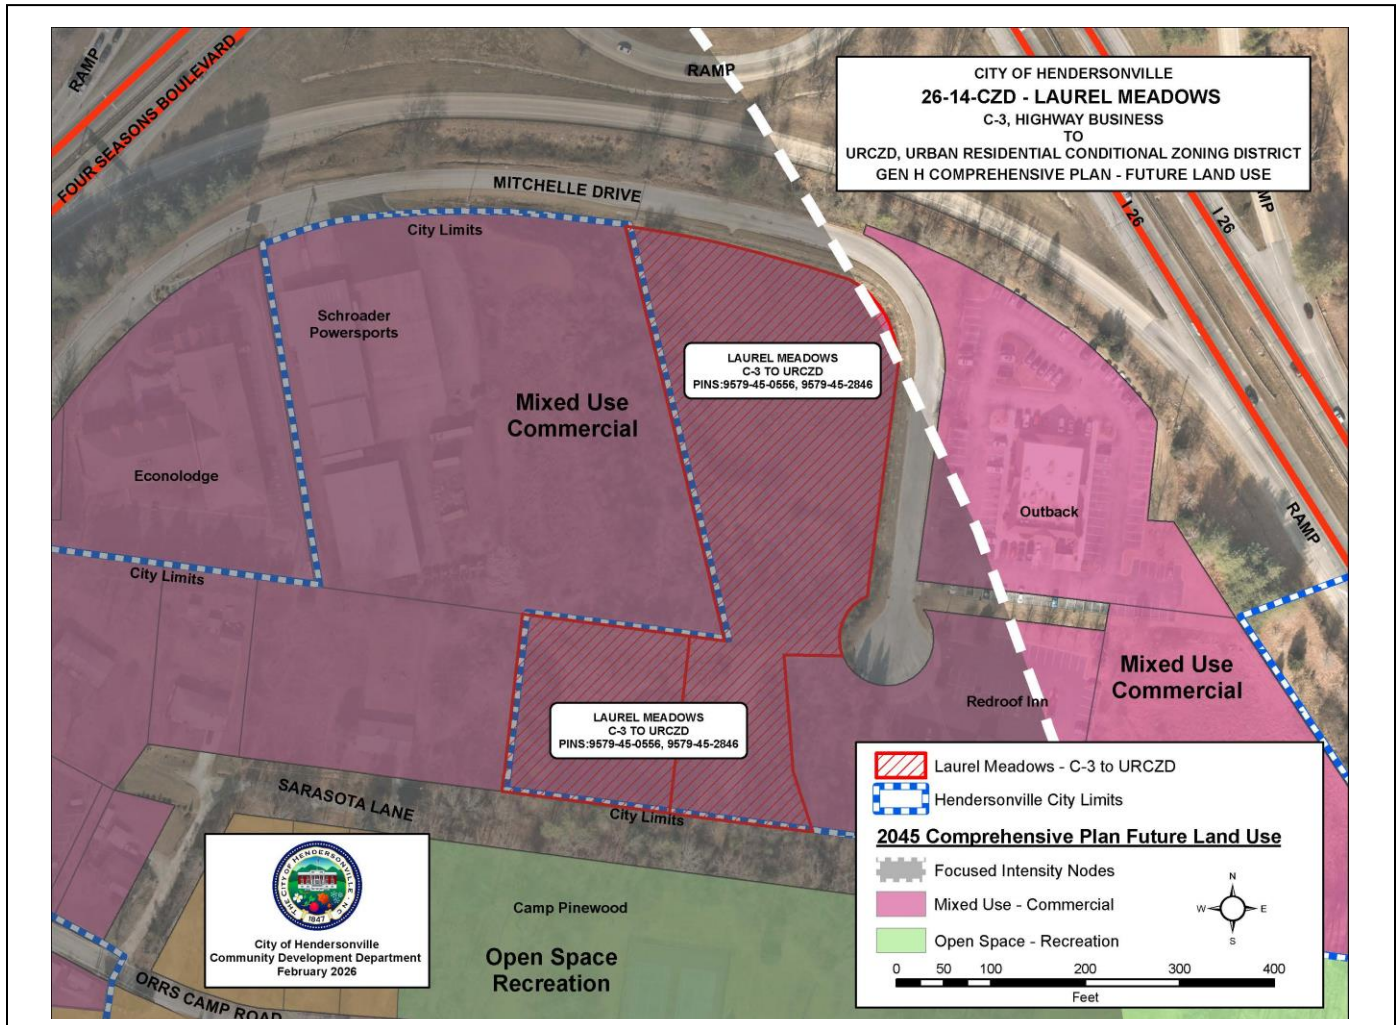 RAMP
FOUR SEASONS BOULEVARD
RAMP
CITY OF HENDERSONVILLE
26-14-CZD - LAUREL MEADOWS
C-3, HIGHWAY BUSINESS
TO
URCZD, URBAN RESIDENTIAL CONDITIONAL ZONING DISTRICT
GEN H COMPREHENSIVE PLAN - FUTURE LAND USE
MITCHELLE DRIVE
I 26
I 26
RAMP
City Limits
Schroader
Powersports
LAUREL MEADOWS
C-3 TO URCZD
PINS:9579-45-0556, 9579-45-2846
Mixed Use
Commercial
Econolodge
Outback
RAMP
City Limits
Mixed Use
Commercial
Redroof Inn
LAUREL MEADOWS
C-3 TO URCZD
PINS:9579-45-0556, 9579-45-2846
SARASOTA LANE
City Limits
Laurel Meadows - C-3 to URCZD
Hendersonville City Limits
2045 Comprehensive Plan Future Land Use
Focused Intensity Nodes
Mixed Use - Commercial
Open Space - Recreation
N
W
E
S
0 50 100 200 300 400
Feet
THE CITY OF HENDERSONVILLE N.C.
1847
City of Hendersonville
Community Development Department
February 2026
Camp Pinewood
Open Space
Recreation
ORRS CAMP ROAD